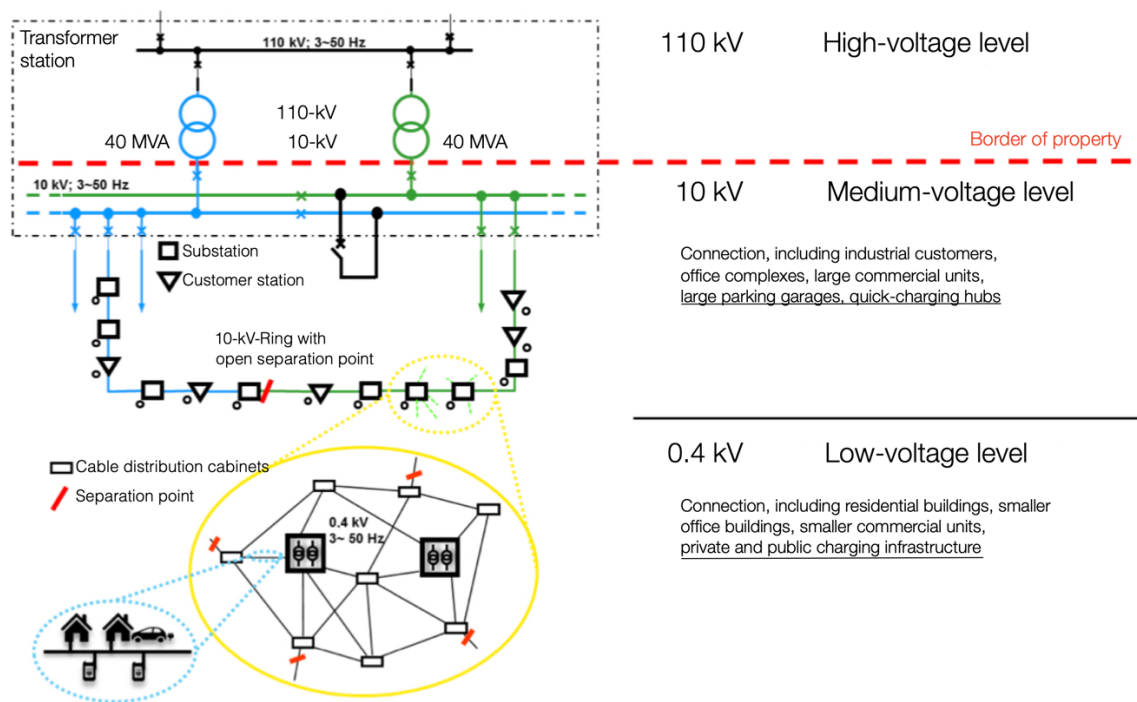 Transformer
station
110 kV; 3~50 Hz
110-kV
10-kV
40 MVA
40 MVA
10 kV; 3~50 Hz
Substation
Customer station
10-kV-Ring with
open separation point
Cable distribution cabinets
Separation point
0.4 kV
3~ 50 Hz
110 kV High-voltage level
Border of property
10 kV Medium-voltage level
Connection, including industrial customers,
office complexes, large commercial units,
large parking garages, quick-charging hubs
0.4 kV Low-voltage level
Connection, including residential buildings, smaller
office buildings, smaller commercial units,
private and public charging infrastructure